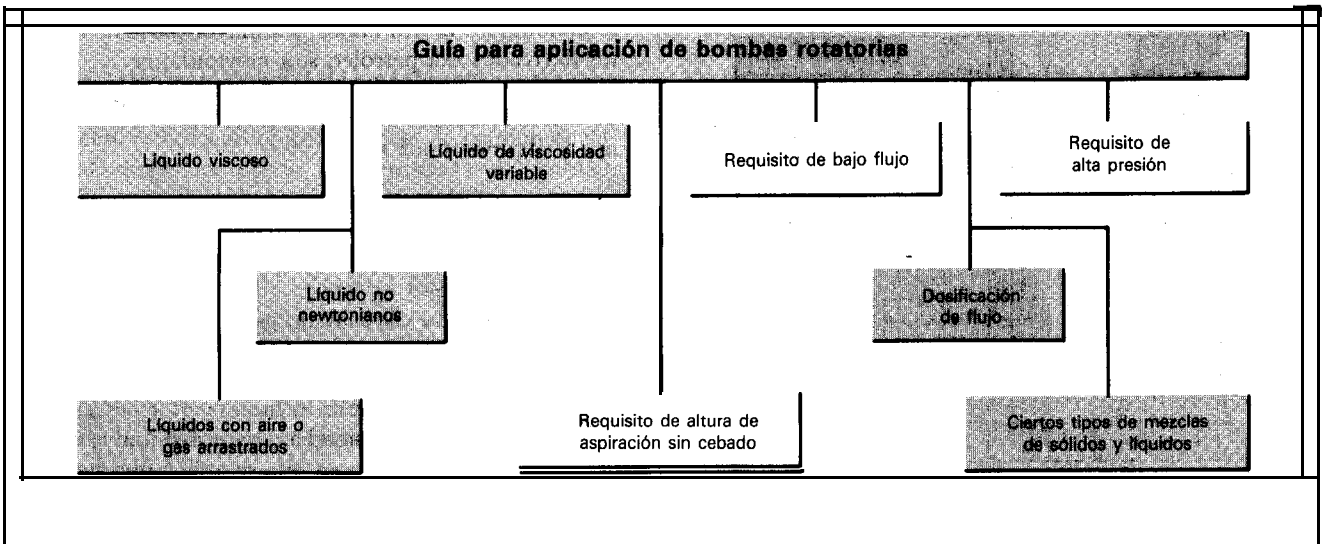 Guía para aplicación de bombas rotatorias
Líquido viscoso
Líquido de viscosidad
variable
Requisito de bajo flujo
Requisito de
alta presión
Líquido no
newtonianos
Dosificación
de flujo
Líquidos con aire o
gas arrastrados
Requisito de altura de
aspiración sin cebado
Ciertos tipos de mezclas
de sólidos y líquidos